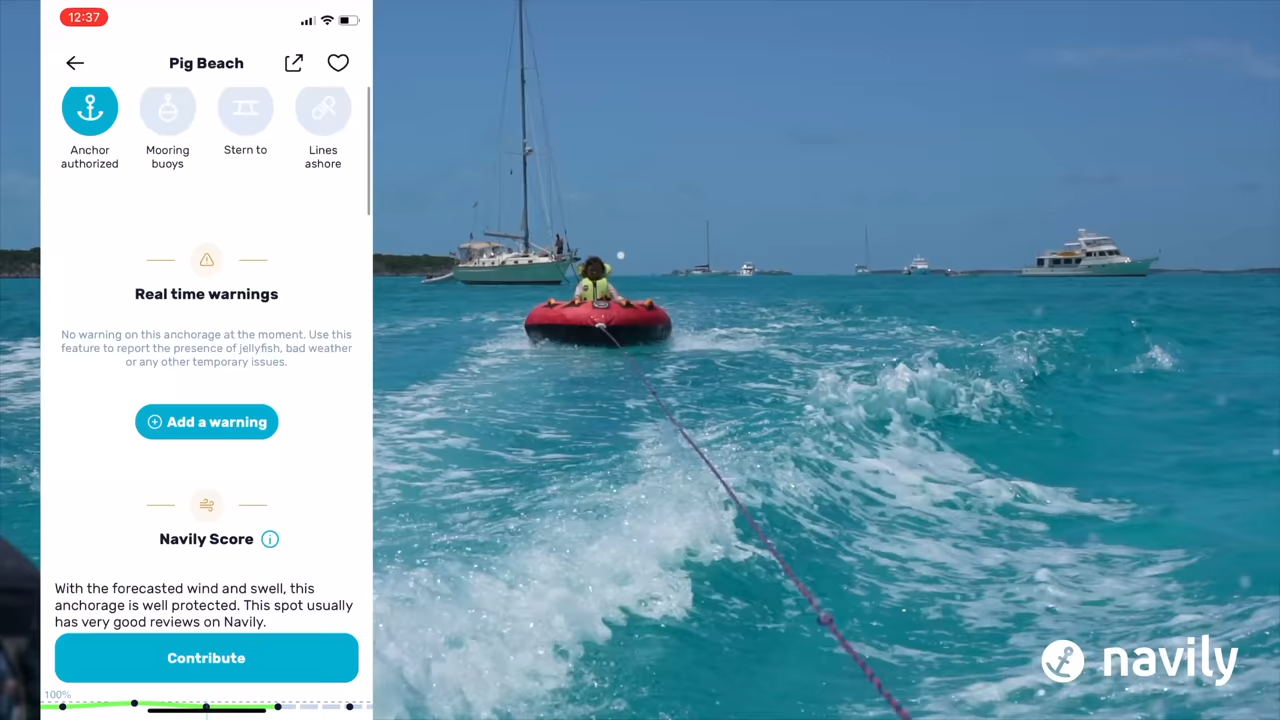 12:37
Pig Beach
Anchor
authorized
Mooring
buoys
Stern to
Lines
ashore
Real time warnings
No warning on this anchorage at the moment. Use this
feature to report the presence of jellyfish, bad weather
or any other temporary issues.
Add a warning
Navily Score
With the forecasted wind and swell, this
anchorage is well protected. This spot usually
has very good reviews on Navily.
Contribute
100%
navily